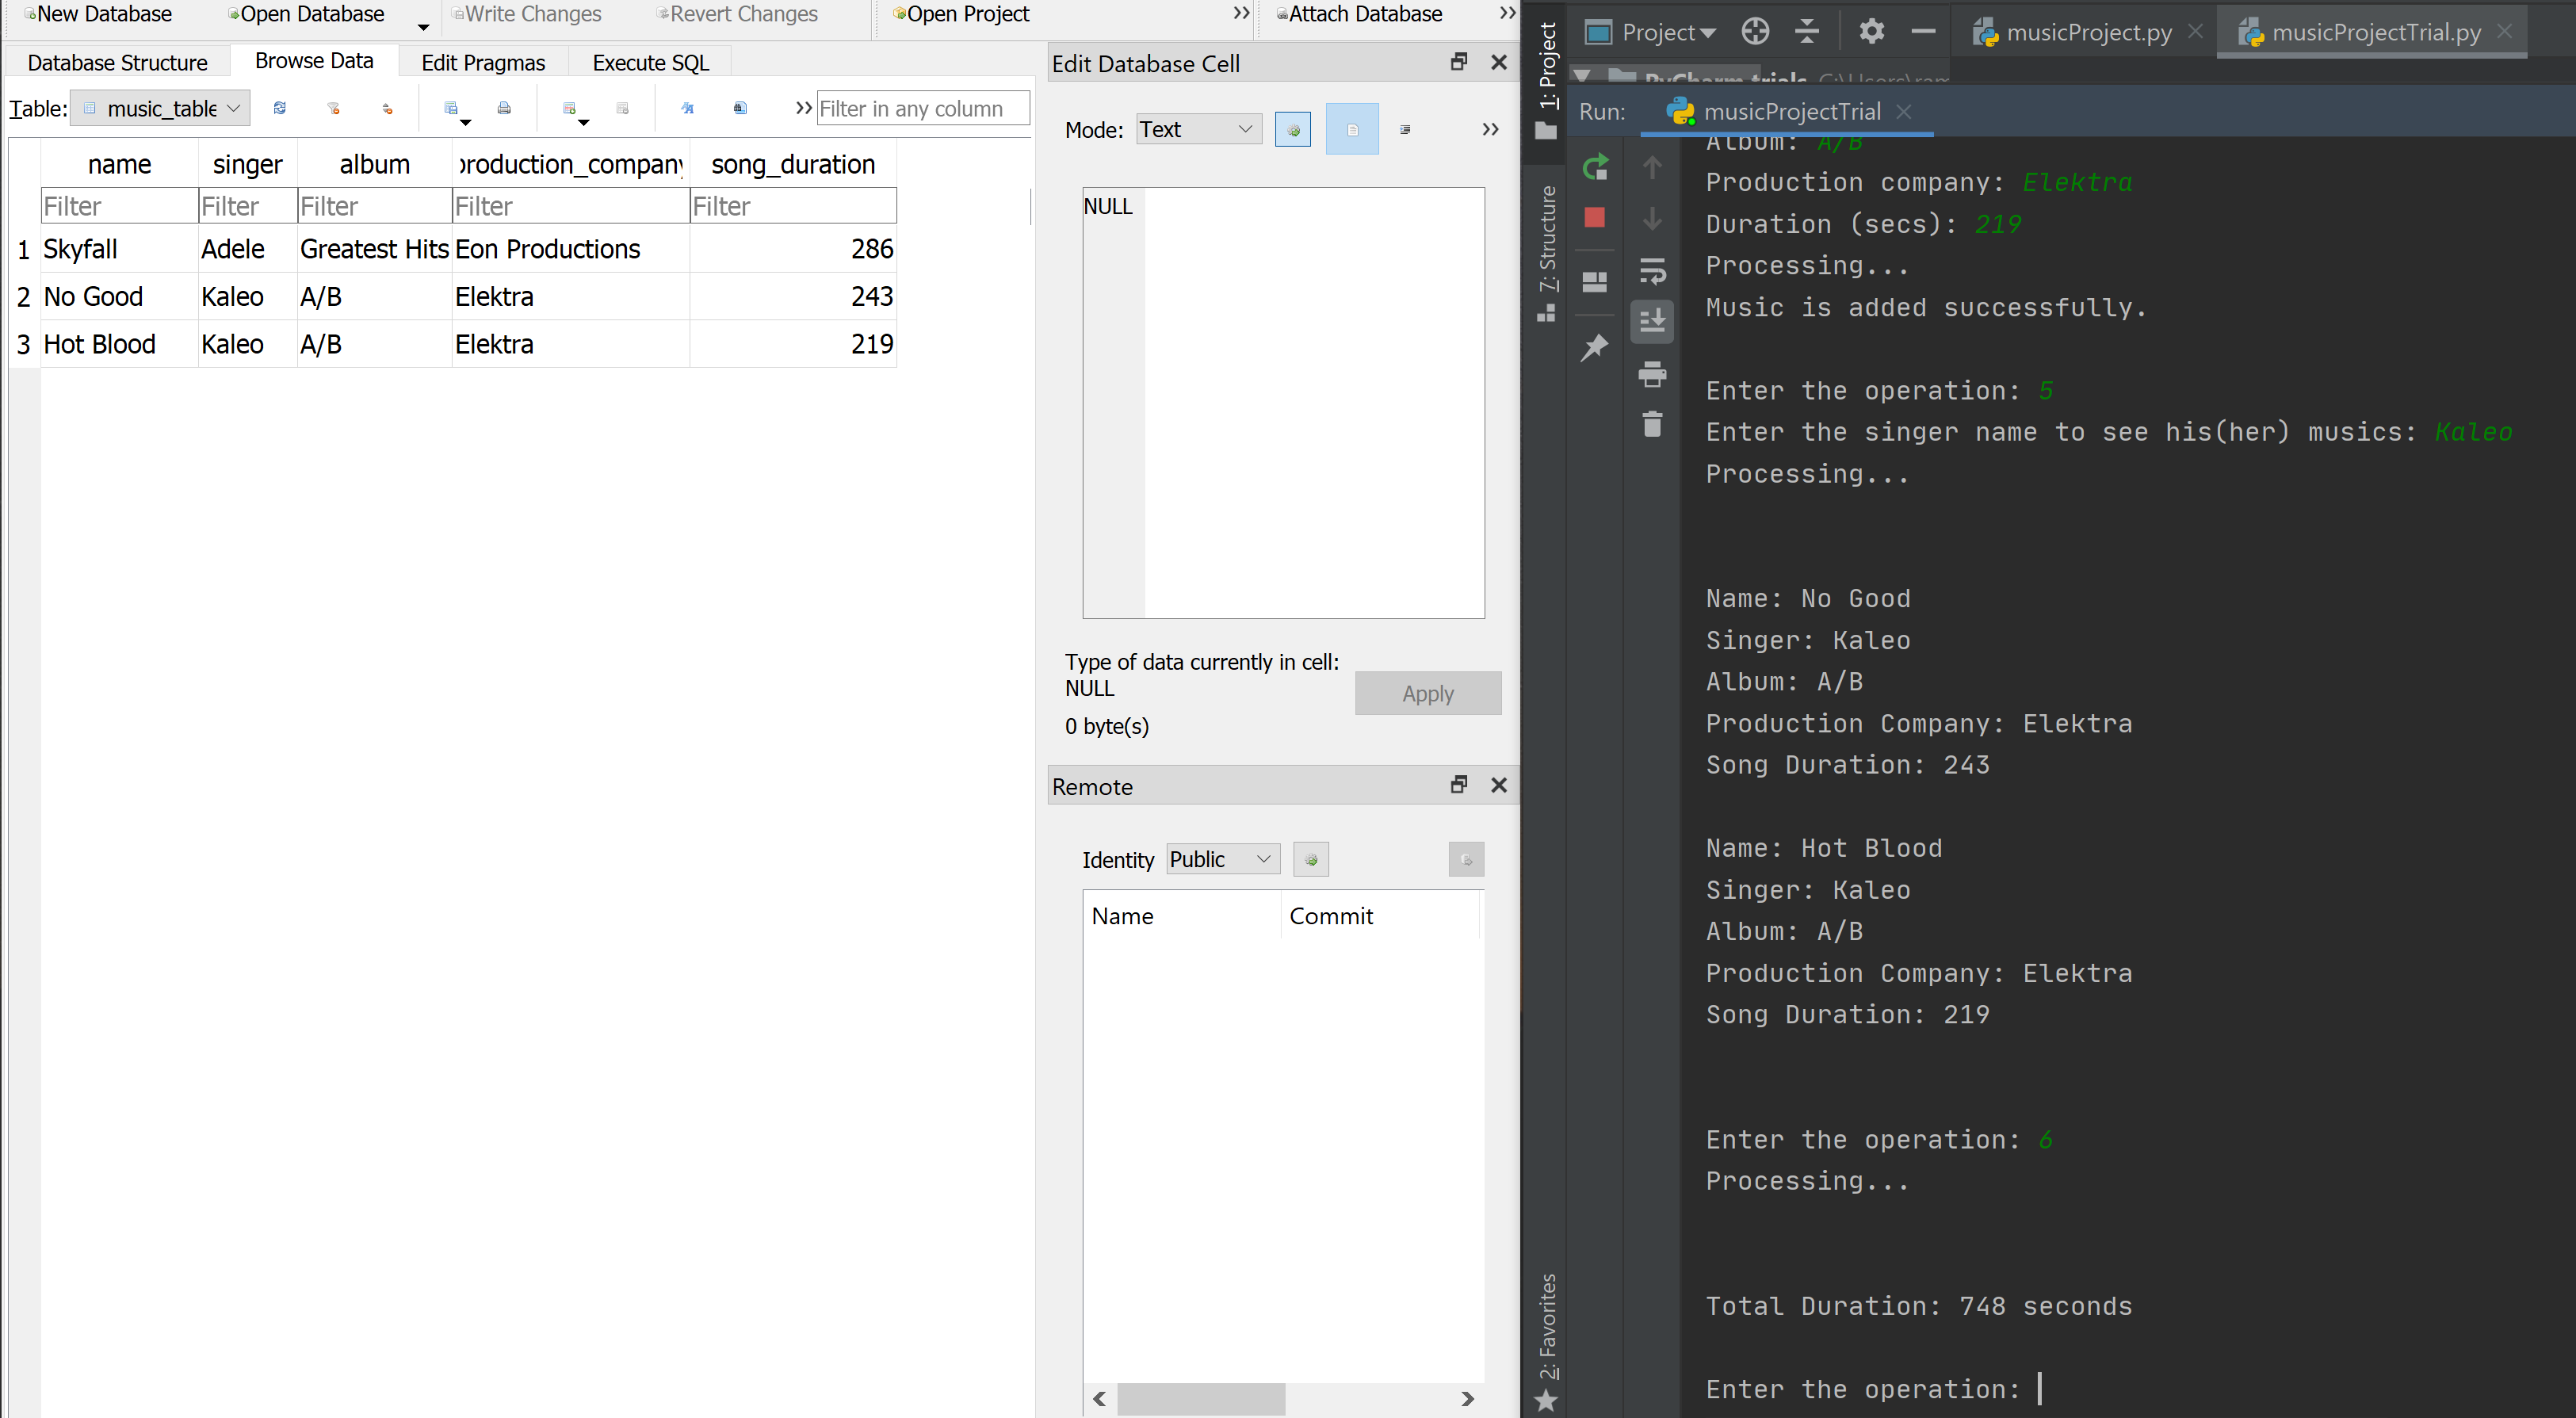 New Database Open Database Write Changes Revert Changes Open Project » Attach Database »
Database Structure Browse Data Edit Pragmas Execute SQL
Table: music_table » Filter in any column
name singer album production_company song_duration
Filter Filter Filter Filter Filter
1 Skyfall Adele Greatest Hits Eon Productions 286
2 No Good Kaleo A/B Elektra 243
3 Hot Blood Kaleo A/B Elektra 219
Edit Database Cell
Mode: Text »
NULL
Type of data currently in cell:
NULL
Apply
0 byte(s)
Remote
Identity Public
Name Commit
1: Project
7: Structure
2: Favorites
Project musicProject.py musicProjectTrial.py
PyCharm trials C:\Users\ram
Run: musicProjectTrial
Album: A/B
Production company: Elektra
Duration (secs): 219
Processing...
Music is added successfully.
Enter the operation: 5
Enter the singer name to see his(her) musics: Kaleo
Processing...
Name: No Good
Singer: Kaleo
Album: A/B
Production Company: Elektra
Song Duration: 243
Name: Hot Blood
Singer: Kaleo
Album: A/B
Production Company: Elektra
Song Duration: 219
Enter the operation: 6
Processing...
Total Duration: 748 seconds
Enter the operation: